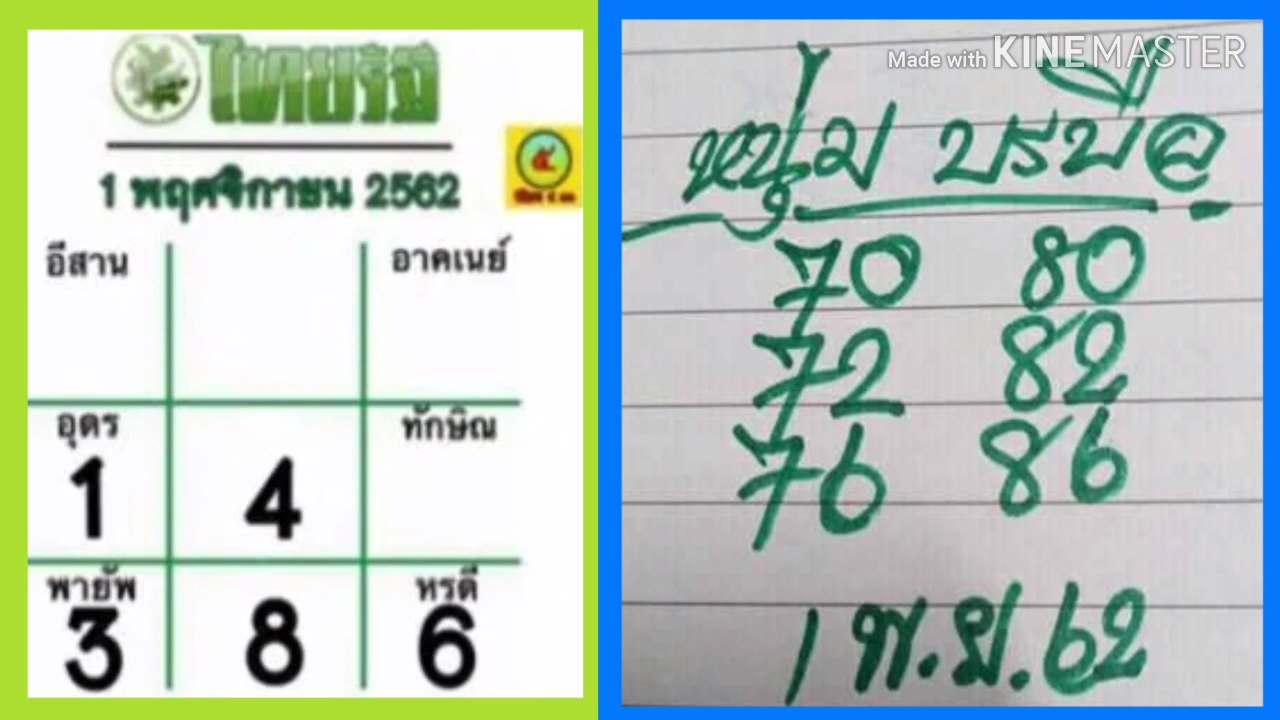 ไทยรัฐ
1 พฤศจิกายน 2562
อีสาน อาคเนย์
อุดร ทักษิณ
1 4
พายัพ หรดี
3 8 6
Made with KINEMASTER
หนุ่ม บรบือ
70 80
72 82
76 86
1 พ.ย.62